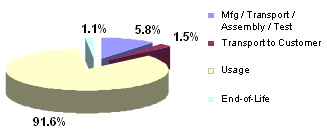 1.1%
5.8%
1.5%
91.6%
Mfg / Transport /
Assembly / Test
Transport to Customer
Usage
End-of-Life